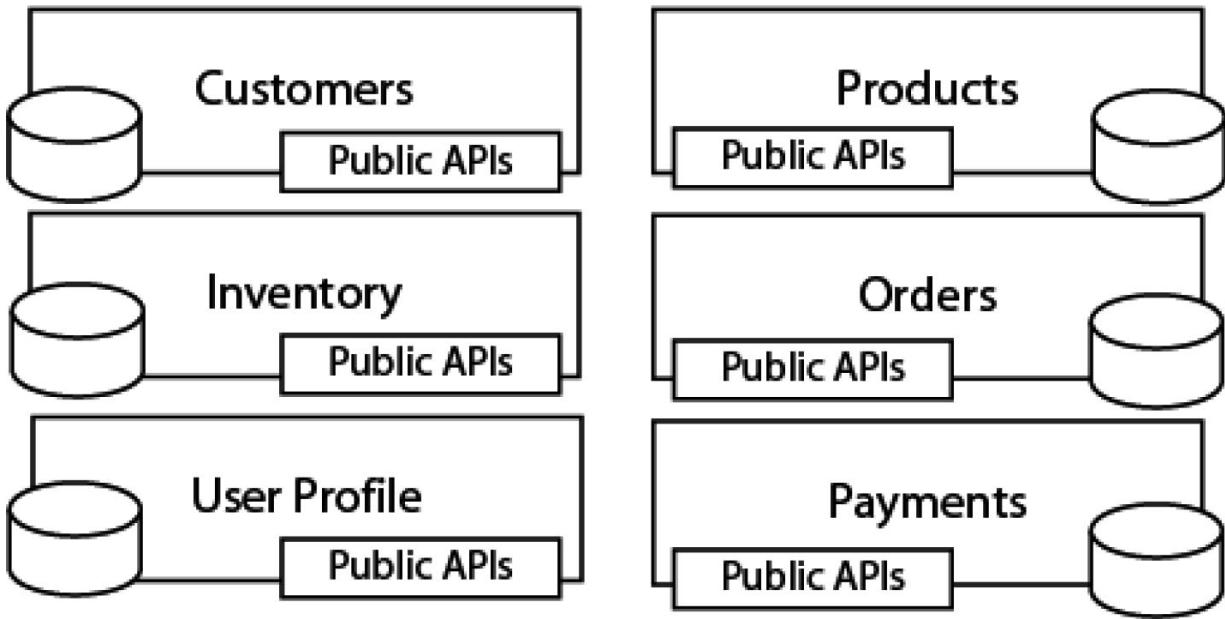 Customers
Public APIs
Products
Public APIs
Inventory
Public APIs
Orders
Public APIs
User Profile
Public APIs
Payments
Public APIs